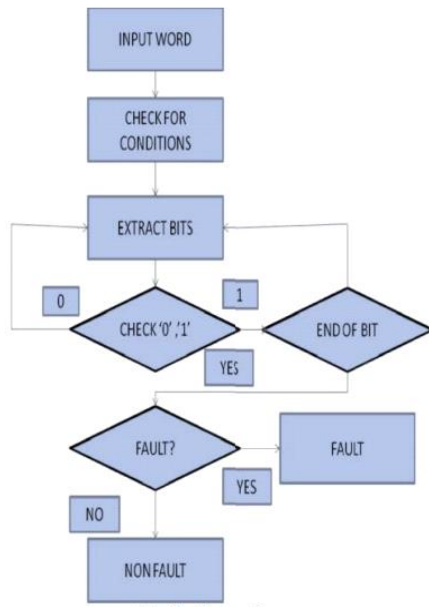 INPUT WORD
CHECK FOR
CONDITIONS
EXTRACT BITS
0
1
CHECK '0' ,'1'
END OF BIT
YES
FAULT?
FAULT
YES
NO
NON FAULT